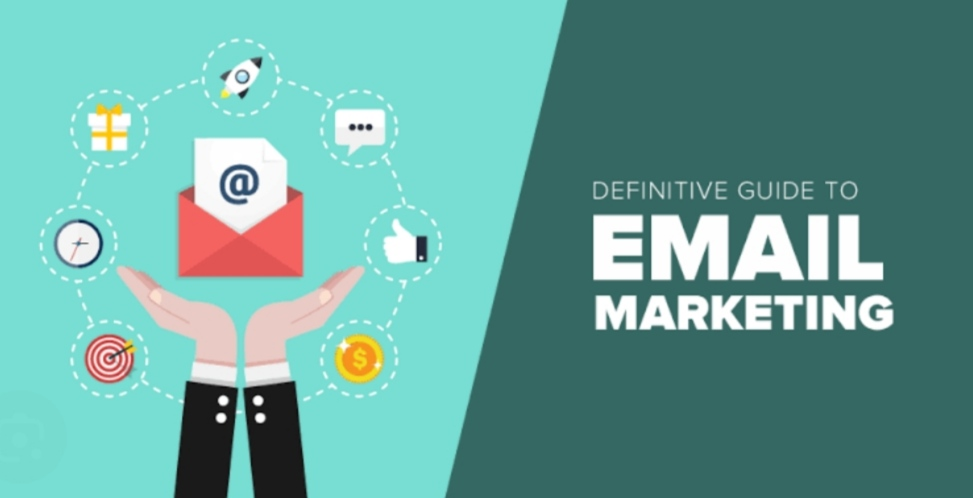 @
DEFINITIVE GUIDE TO
EMAIL
MARKETING
$